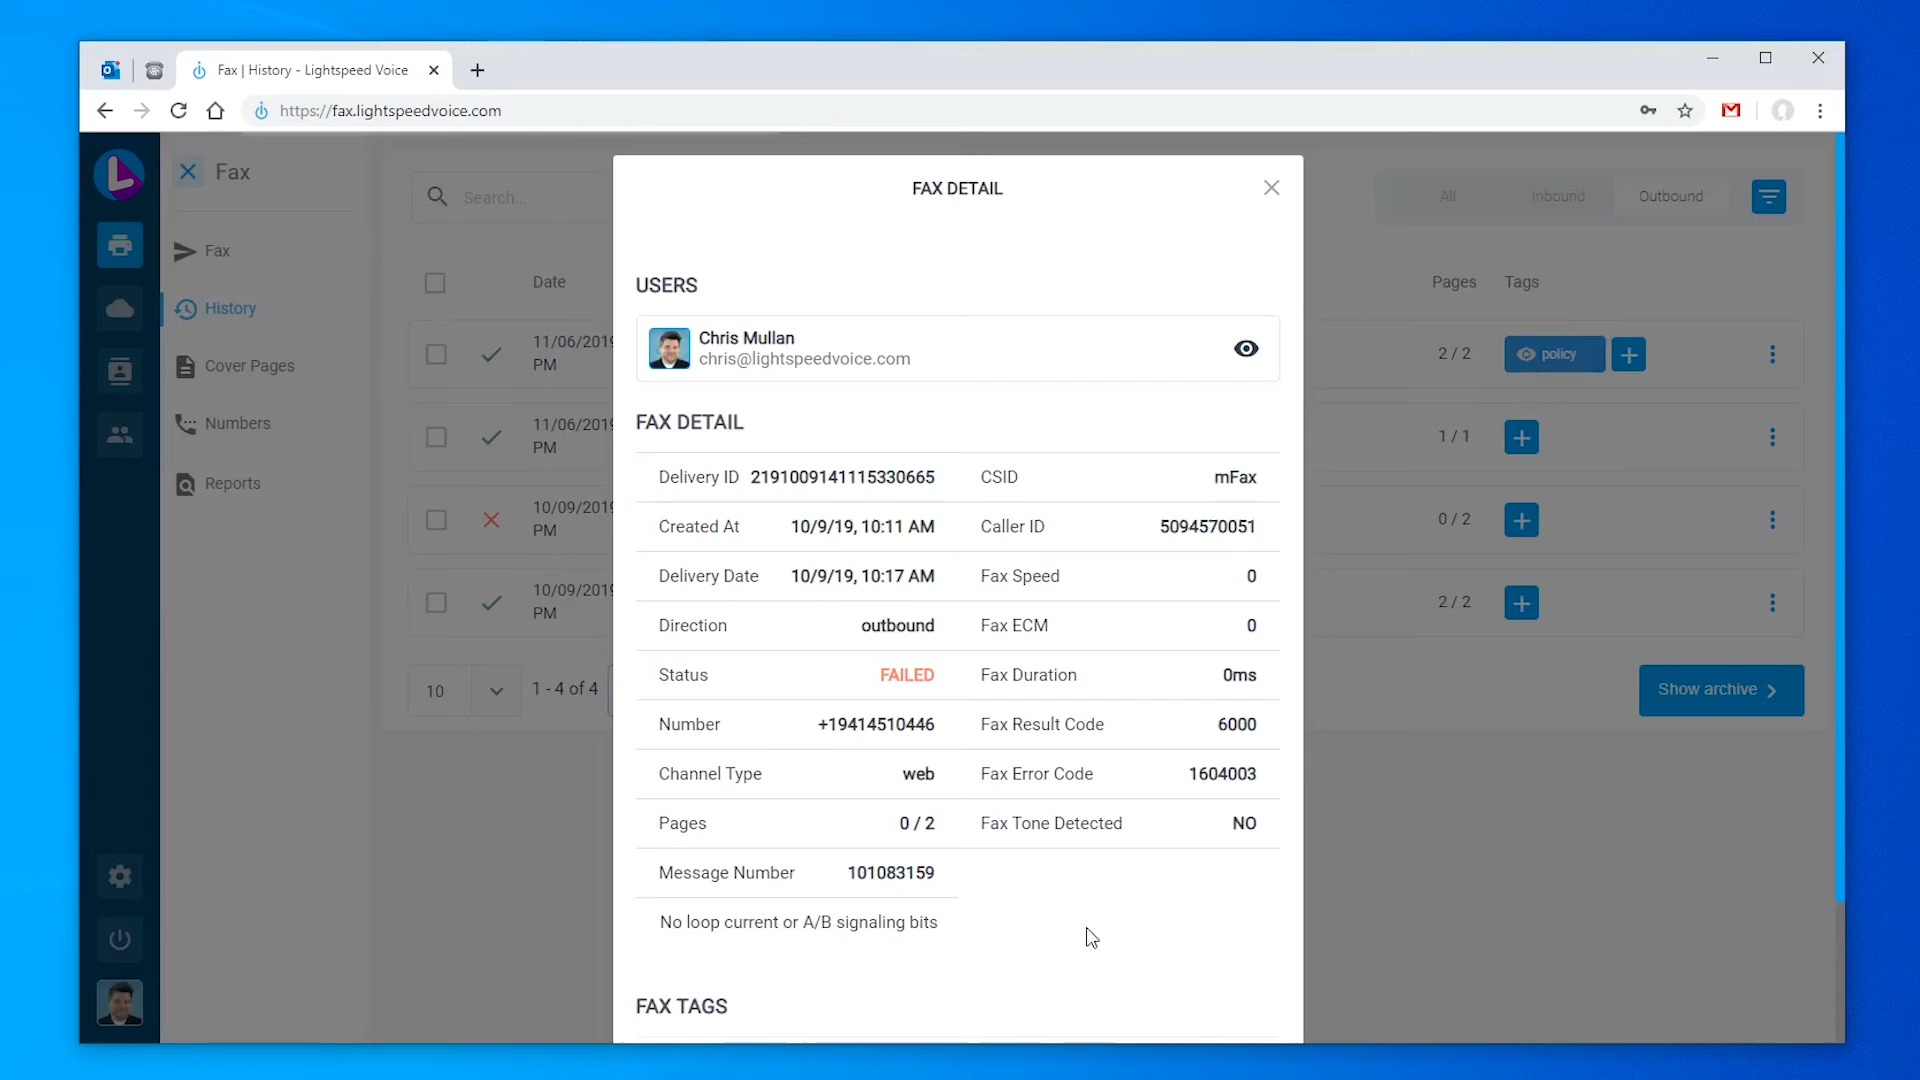 Fax | History - Lightspeed Voice
https://fax.lightspeedvoice.com
Fax
Fax
History
Cover Pages
Numbers
Reports
Search...
All
Inbound
Outbound
Date
Pages
Tags
11/06/2019
PM
2 / 2
policy
11/06/2019
PM
1 / 1
10/09/2019
PM
0 / 2
10/09/2019
PM
2 / 2
10
1 - 4 of 4
Show archive
FAX DETAIL
USERS
Chris Mullan
chris@lightspeedvoice.com
FAX DETAIL
Delivery ID 2191009141115330665 CSID mFax
Created At 10/9/19, 10:11 AM Caller ID 5094570051
Delivery Date 10/9/19, 10:17 AM Fax Speed 0
Direction outbound Fax ECM 0
Status FAILED Fax Duration 0ms
Number +19414510446 Fax Result Code 6000
Channel Type web Fax Error Code 1604003
Pages 0 / 2 Fax Tone Detected NO
Message Number 101083159
No loop current or A/B signaling bits
FAX TAGS